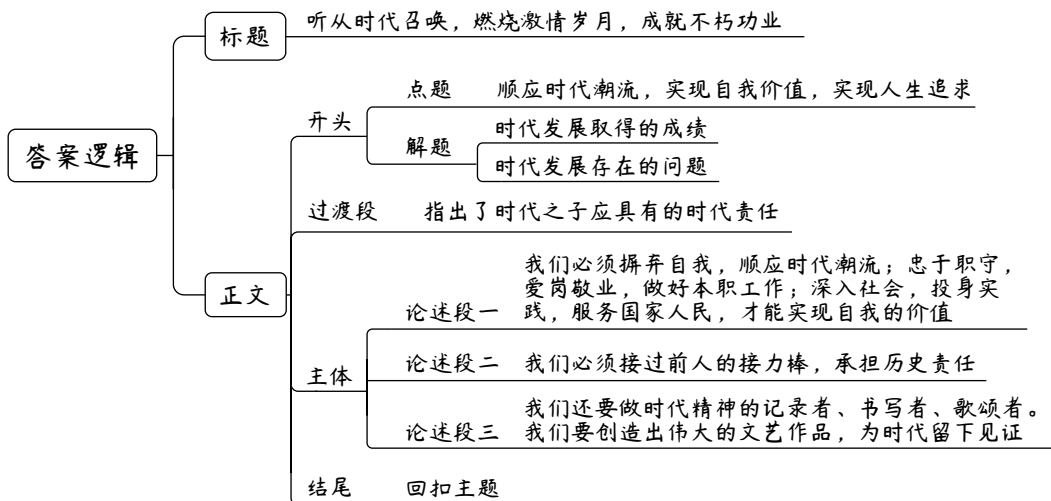 答案逻辑
标题
听从时代召唤，燃烧激情岁月，成就不朽功业
正文
开头
点题
顺应时代潮流，实现自我价值，实现人生追求
解题
时代发展取得的成绩
时代发展存在的问题
过渡段
指出了时代之子应具有的时代责任
主体
论述段一
我们必须摒弃自我，顺应时代潮流；忠于职守，
爱岗敬业，做好本职工作；深入社会，投身实
践，服务国家人民，才能实现自我的价值
论述段二
我们必须接过前人的接力棒，承担历史责任
论述段三
我们还要做时代精神的记录者、书写者、歌颂者。
我们要创造出伟大的文艺作品，为时代留下见证
结尾
回扣主题